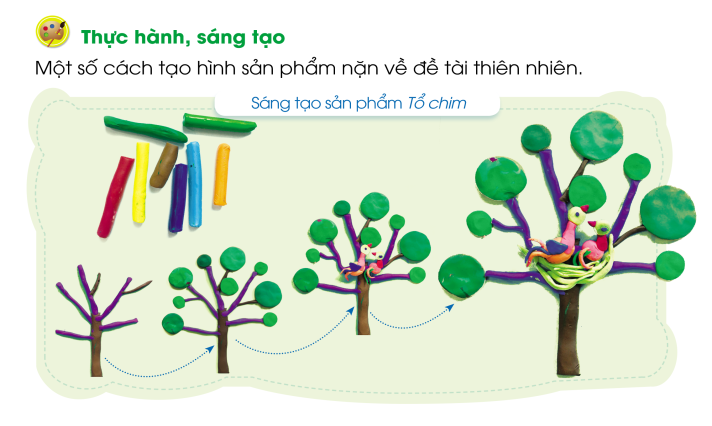 Thực hành, sáng tạo
Một số cách tạo hình sản phẩm nặn về đề tài thiên nhiên.
Sáng tạo sản phẩm Tổ chim